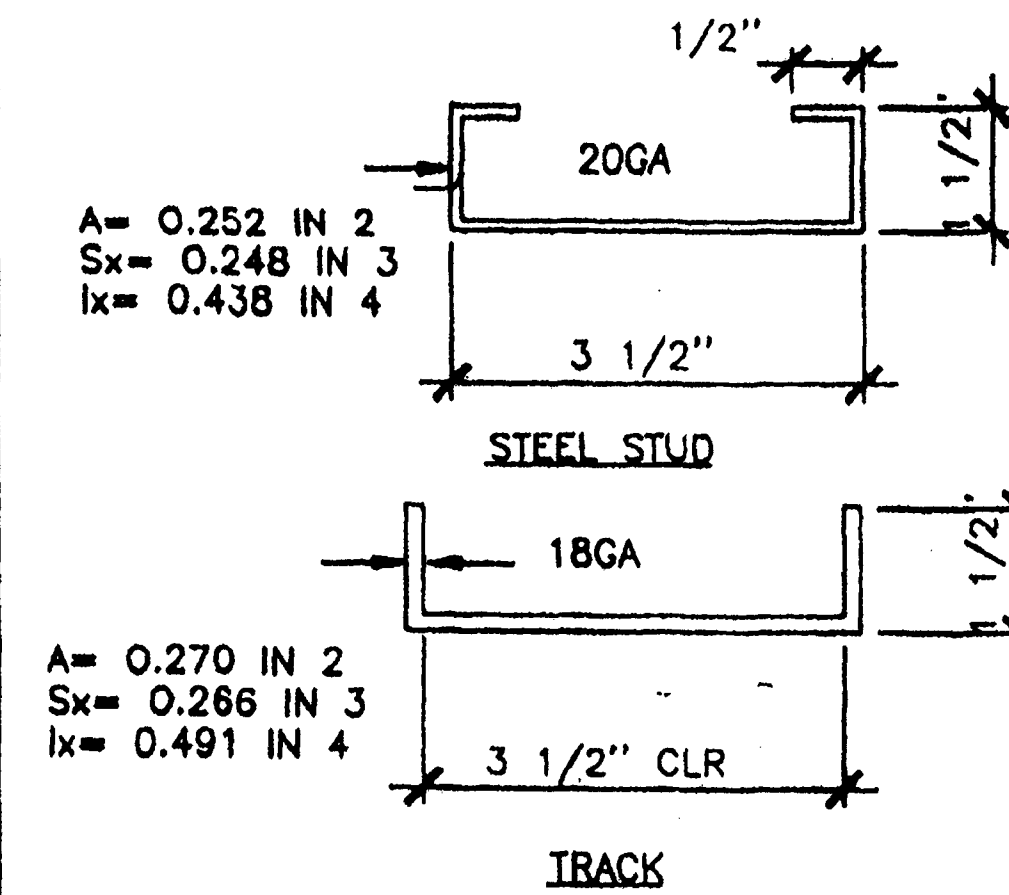 1/2"
20GA
1 1/2"
A= 0.252 IN 2
Sx= 0.248 IN 3
Ix= 0.438 IN 4
3 1/2"
STEEL STUD
18GA
1 1/2"
A= 0.270 IN 2
Sx= 0.266 IN 3
Ix= 0.491 IN 4
3 1/2" CLR
TRACK